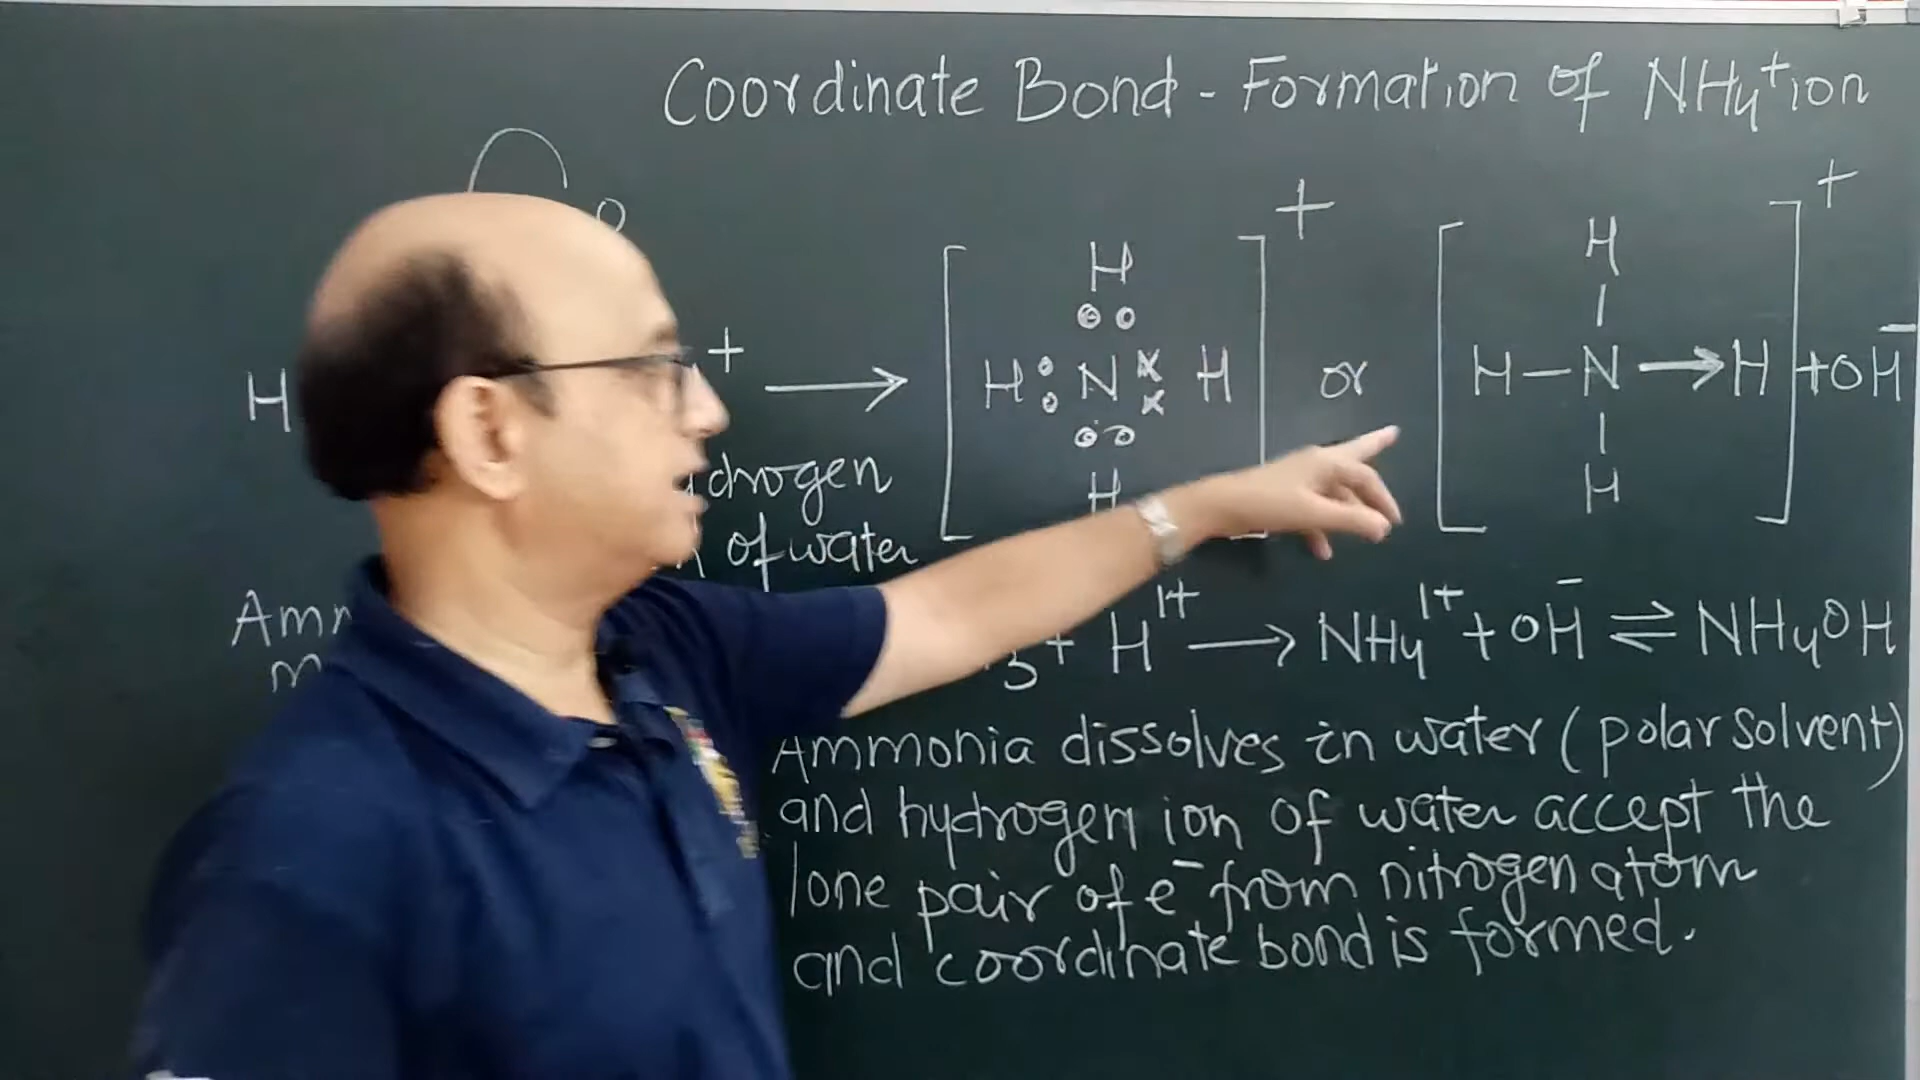 Coordinate Bond - Formation of NH4+ ion
H + → [H : N xx H]+ or [H—N→H]+ + OH-
H H
H H
of water
3 + H1+ → NH41+ + OH- ⇌ NH4OH
Ammonia dissolves in water (polar solvent)
and hydrogen ion of water accept the
lone pair of e- from nitrogen atom
and coordinate bond is formed.